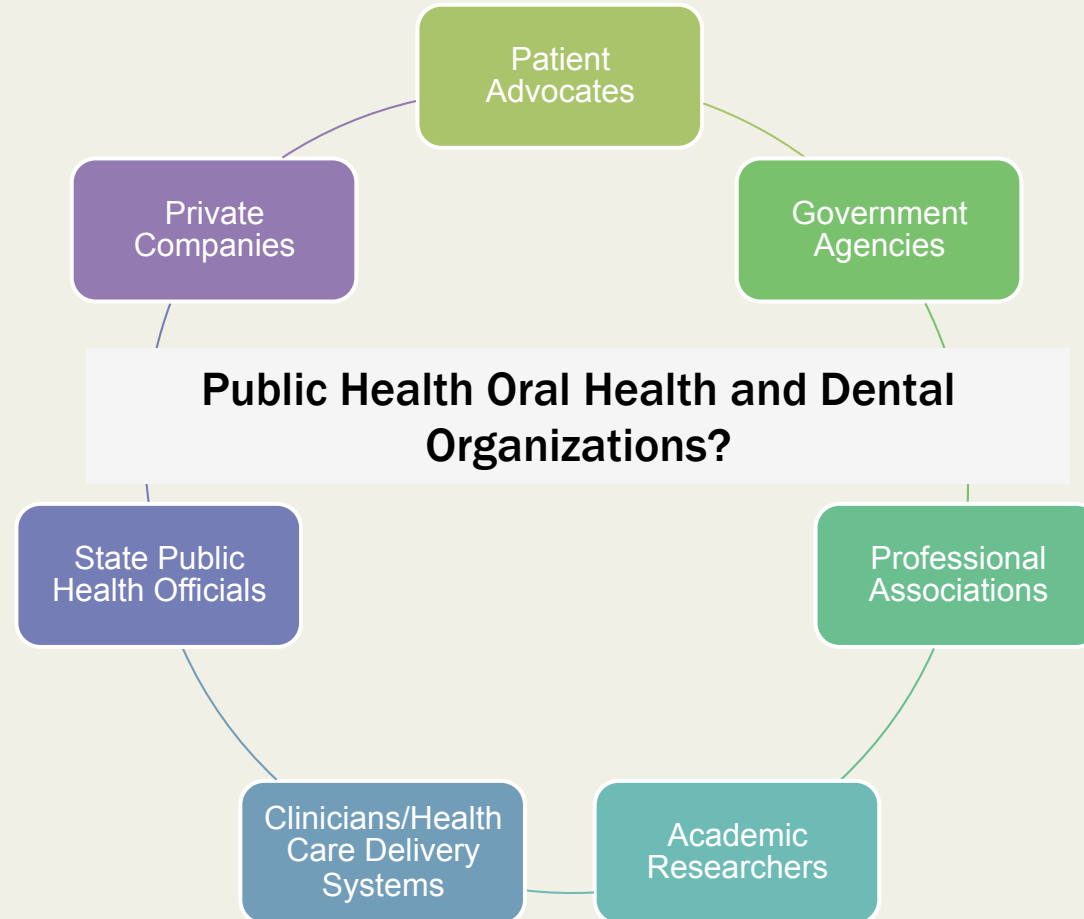 Patient
Advocates
Private
Companies
Government
Agencies
Public Health Oral Health and Dental
Organizations?
State Public
Health Officials
Professional
Associations
Clinicians/Health
Care Delivery
Systems
Academic
Researchers